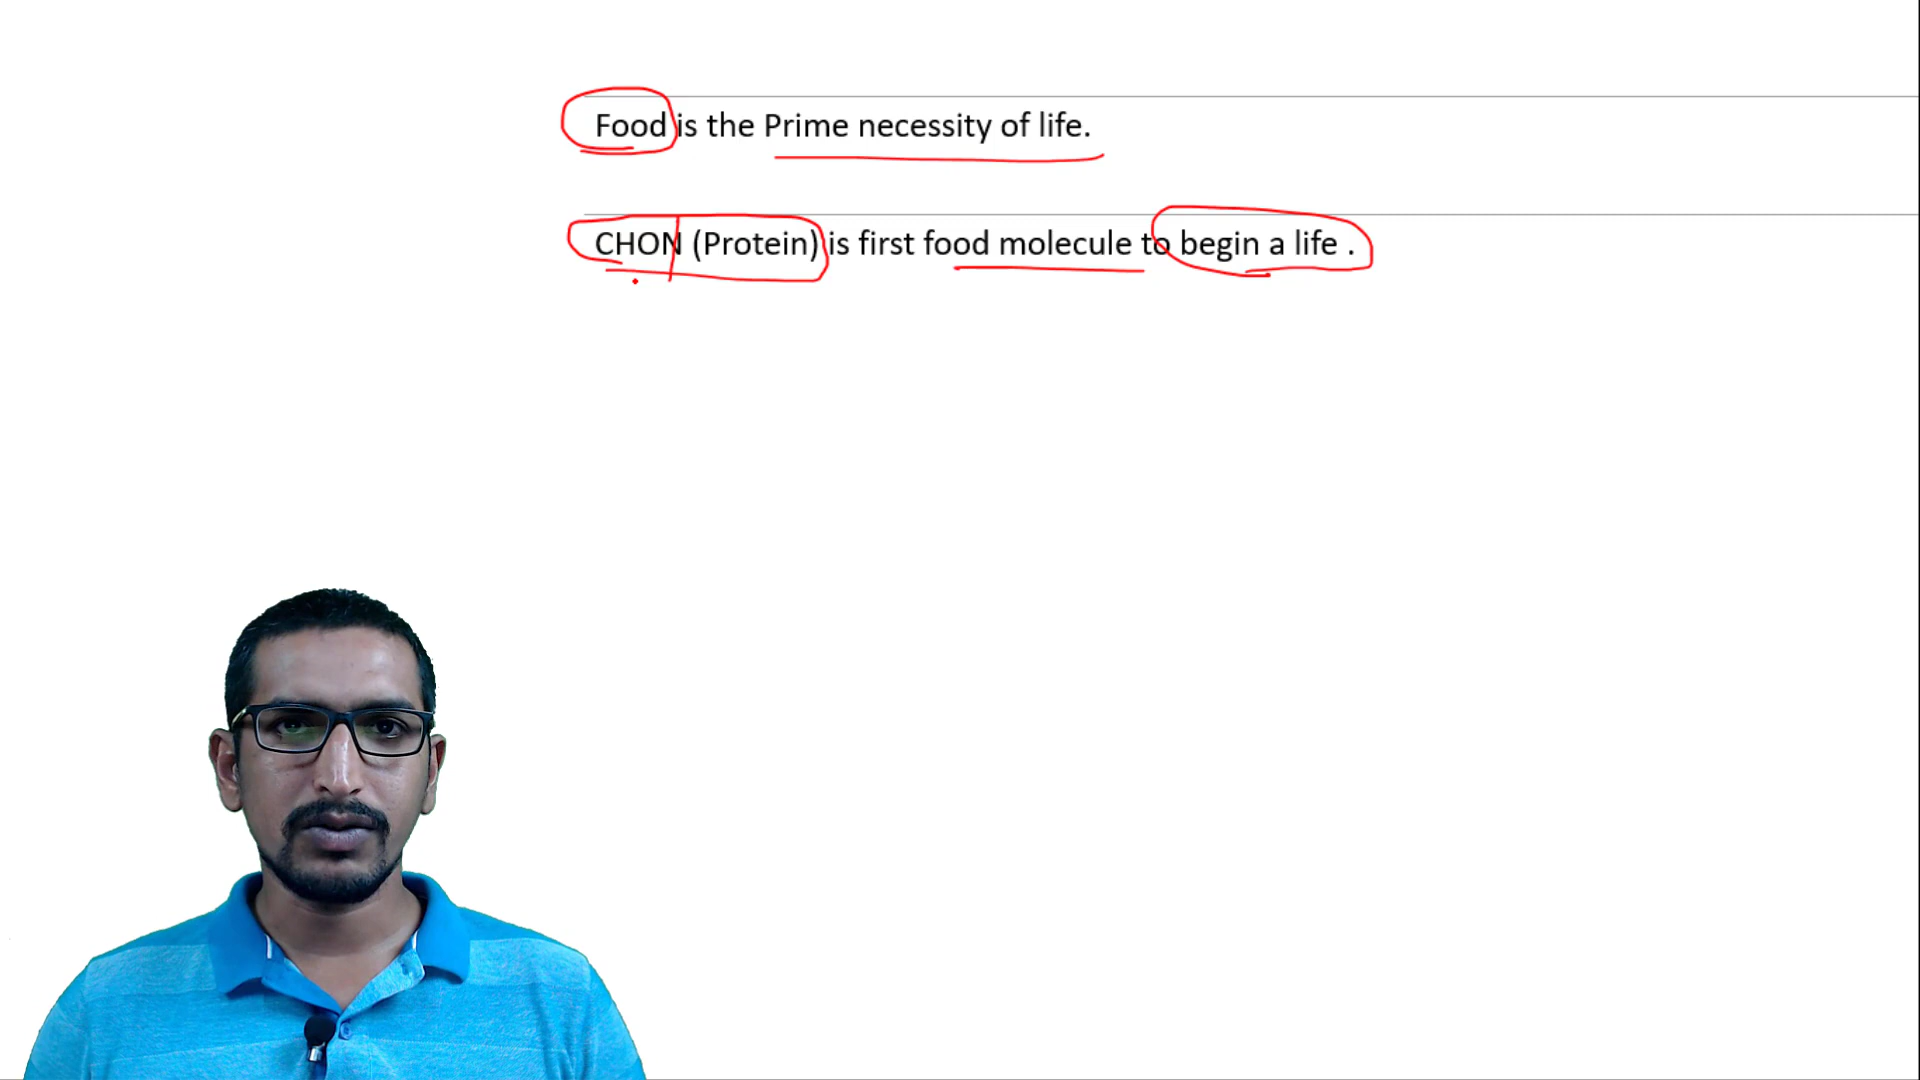 Food is the Prime necessity of life.
CHON (Protein) is first food molecule to begin a life .